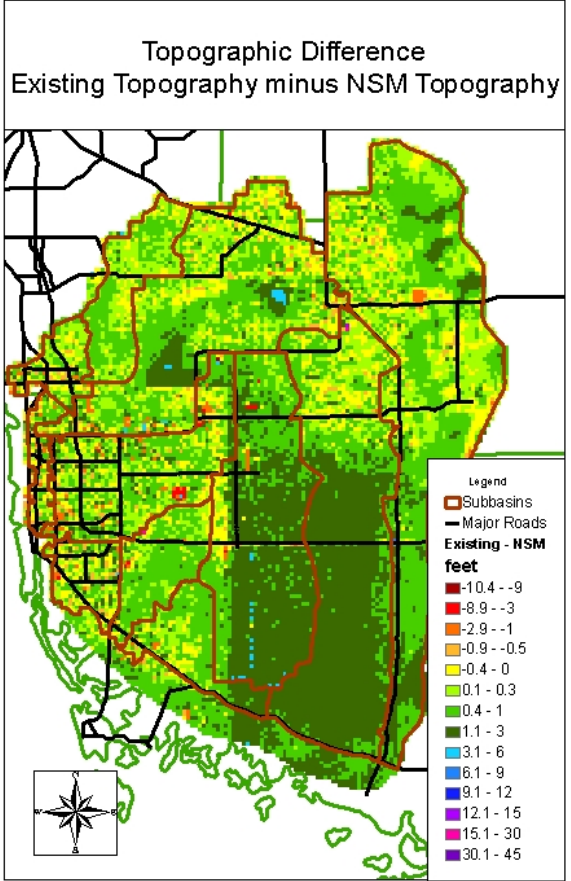 Topographic Difference
Existing Topography minus NSM Topography
Legend
Subbasins
Major Roads
Existing - NSM
feet
-10.4 - -9
-8.9 - -3
-2.9 - -1
-0.9 - -0.5
-0.4 - 0
0.1 - 0.3
0.4 - 1
1.1 - 3
3.1 - 6
6.1 - 9
9.1 - 12
12.1 - 15
15.1 - 30
30.1 - 45